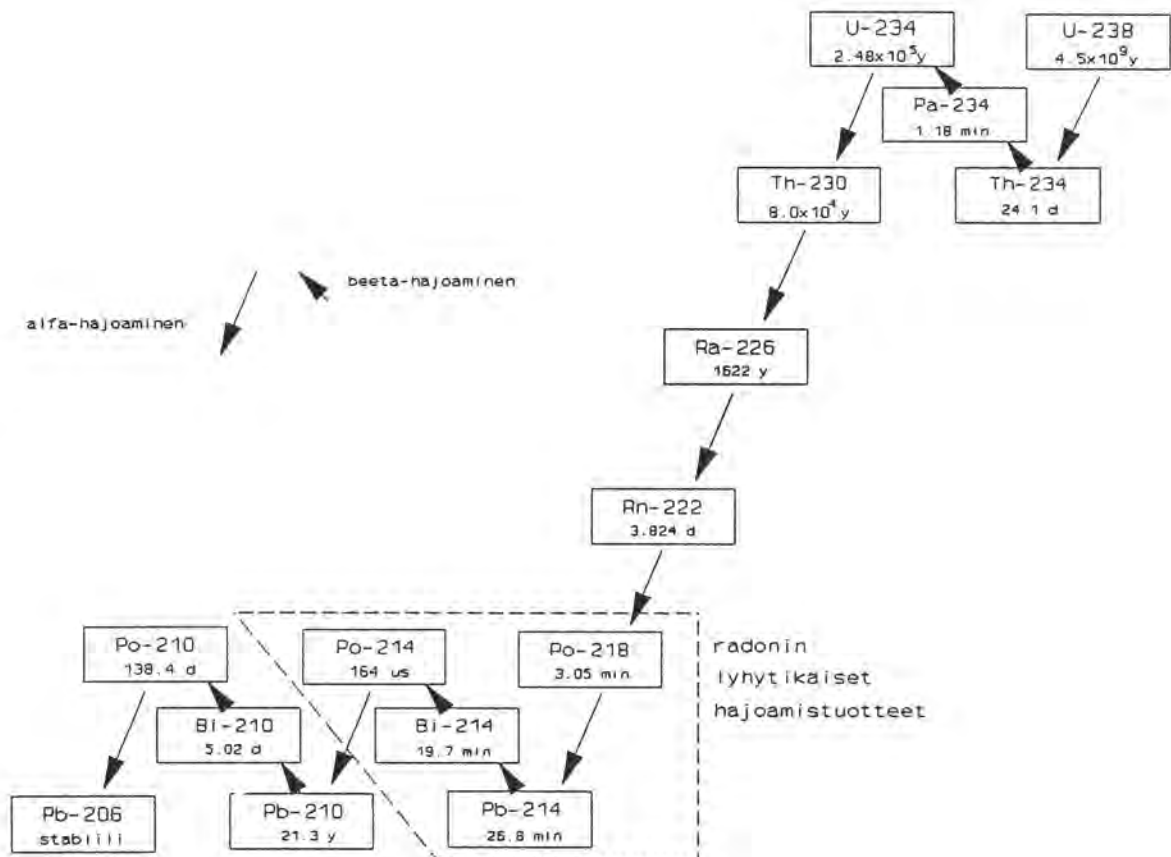 U-234
2.48x10⁵y
U-238
4.5x10⁹y
Pa-234
1.18 min
Th-230
8.0x10⁴y
Th-234
24.1 d
beeta-hajoaminen
alfa-hajoaminen
Ra-226
1622 y
Rn-222
3.824 d
Po-210
138.4 d
Po-214
164 us
Po-218
3.05 min
radonin
lyhytikäiset
hajoamistuotteet
Bi-210
5.02 d
Bi-214
19.7 min
Pb-206
stabiili
Pb-210
21.3 y
Pb-214
26.8 min